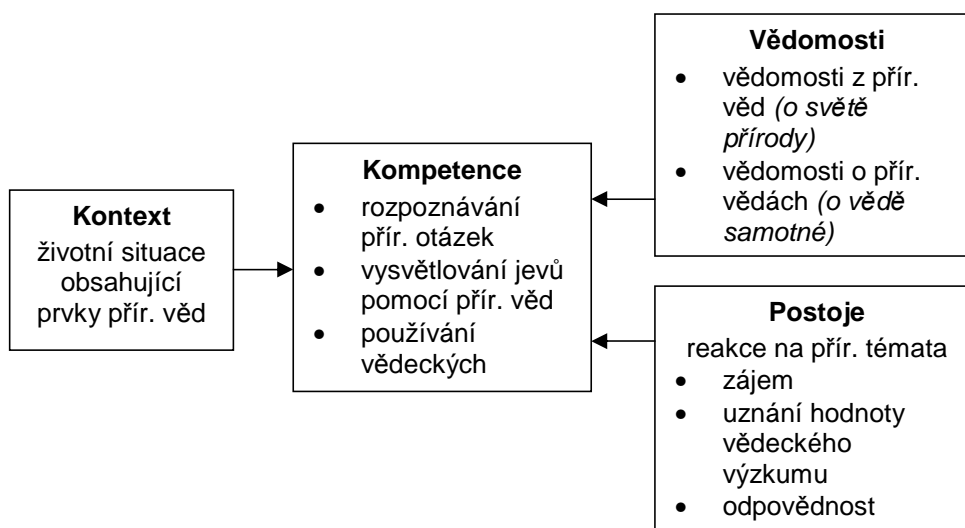 Kontext
životní situace
obsahující
prvky přír. věd
Kompetence
• rozpoznávání
přír. otázek
• vysvětlování jevů
pomocí přír. věd
• používání
vědeckých
Vědomosti
• vědomosti z přír.
věd (o světě
přírody)
• vědomosti o přír.
vědách (o vědě
samotné)
Postoje
reakce na přír. témata
• zájem
• uznání hodnoty
vědeckého
výzkumu
• odpovědnost